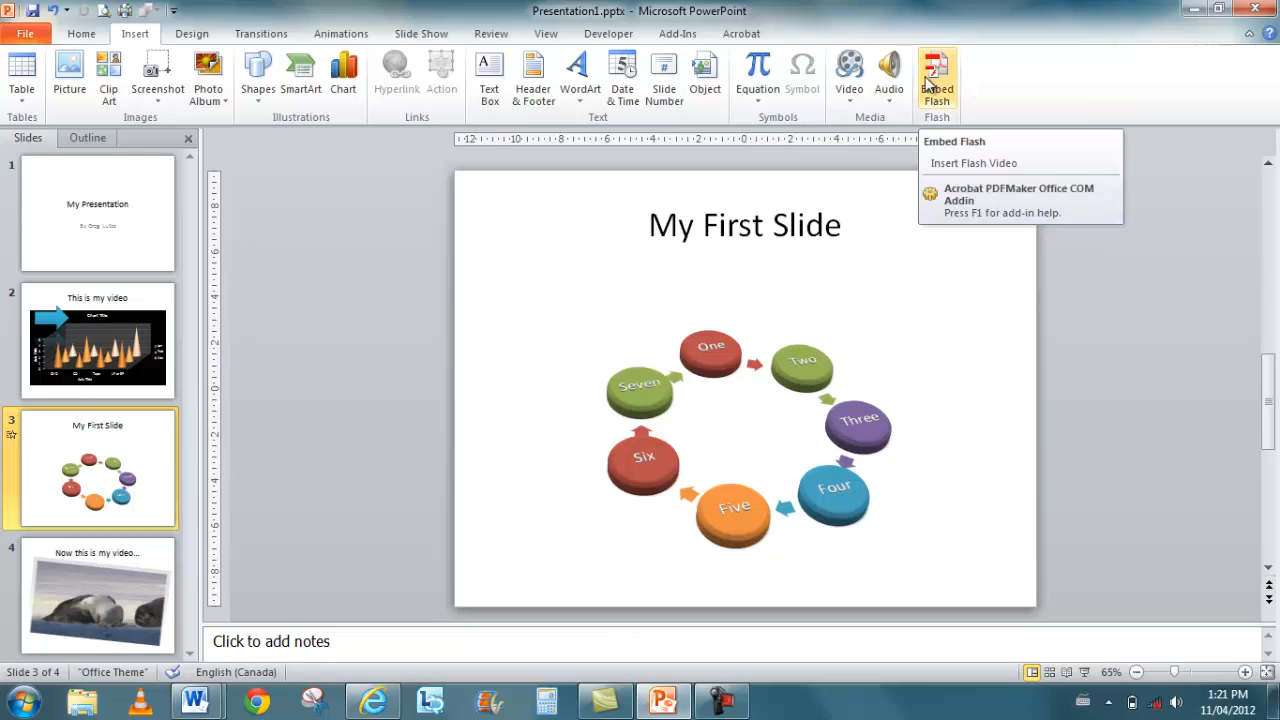 Presentation1.pptx - Microsoft PowerPoint
File Home Insert Design Transitions Animations Slide Show Review View Developer Add-Ins Acrobat
Table
Picture
Clip
Art
Screenshot
Photo
Album
Shapes
SmartArt
Chart
Hyperlink
Action
Text
Box
Header
& Footer
WordArt
Date
& Time
Slide
Number
Object
Equation
Symbol
Video
Audio
Embed
Flash
Tables Images Illustrations Links Text Symbols Media Flash
Embed Flash
Insert Flash Video
Acrobat PDFMaker Office COM
Addin
Press F1 for add-in help.
Slides Outline
1
My Presentation
2
This is my video
Chart Title
3
My First Slide
4
Now this is my video...
My First Slide
One
Two
Three
Four
Five
Six
Seven
Click to add notes
Slide 3 of 4 "Office Theme" English (Canada) 65%
1:21 PM
11/04/2012